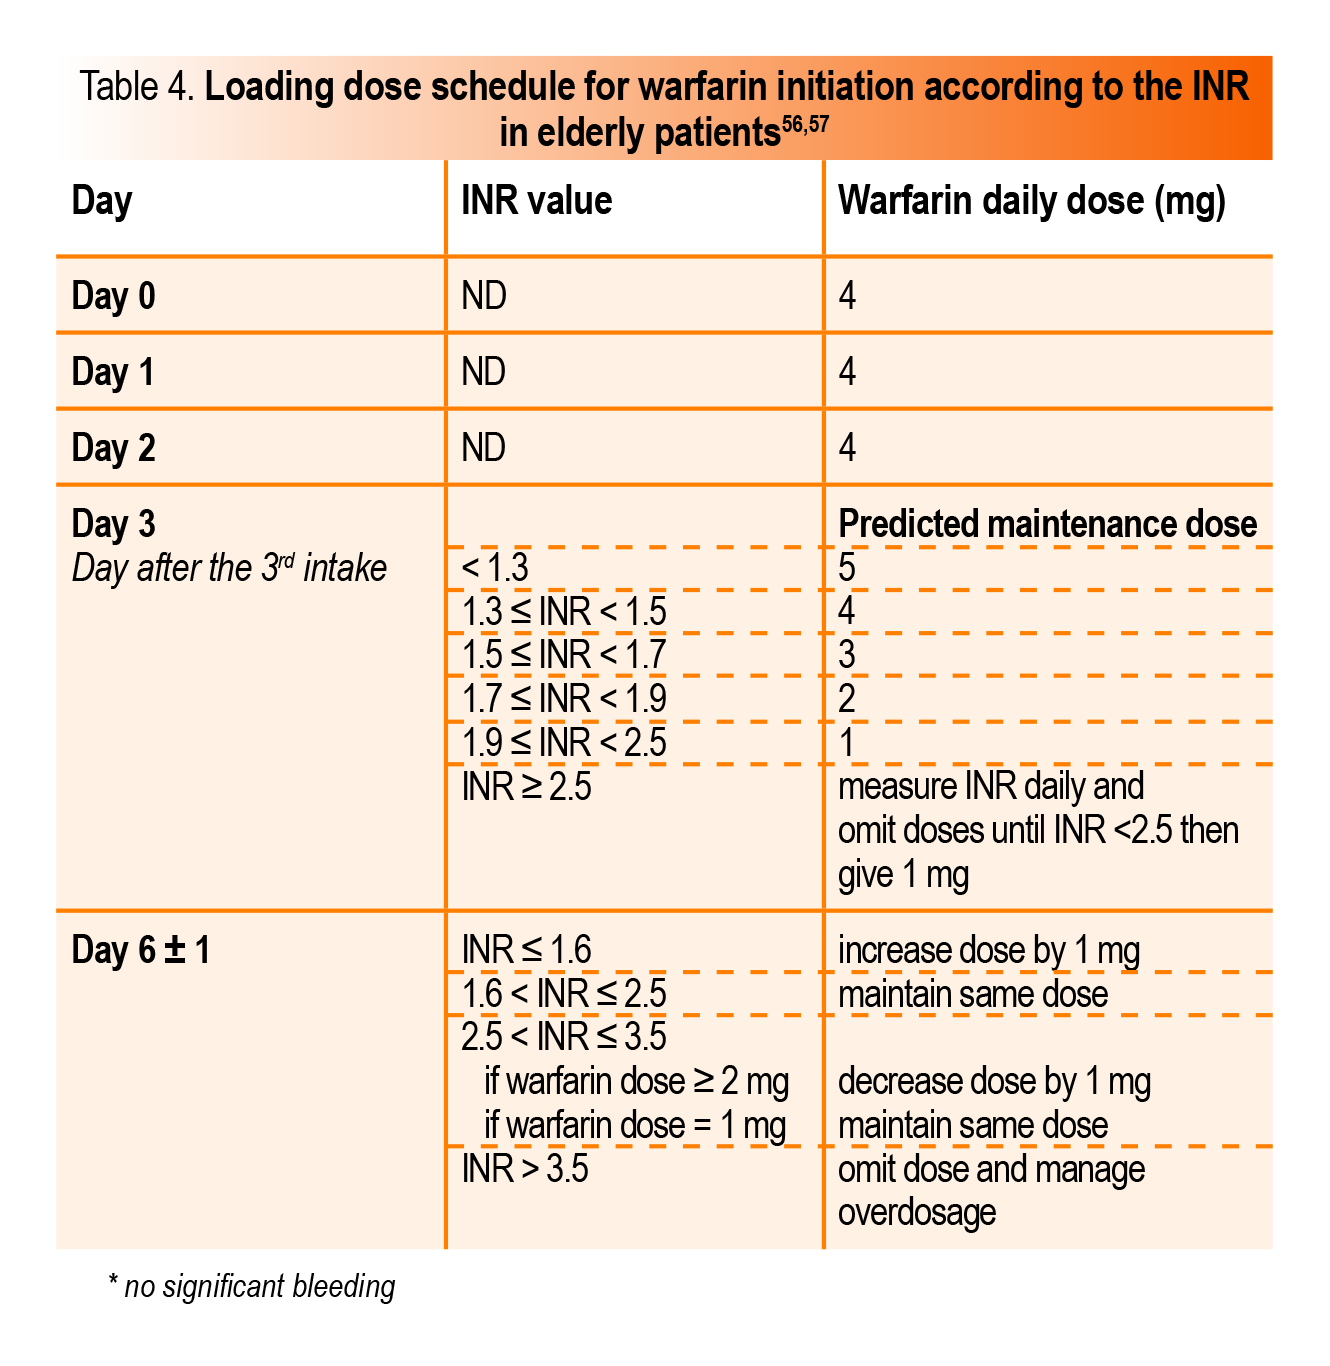 Table 4. Loading dose schedule for warfarin initiation according to the INR
in elderly patients56,57
Day INR value Warfarin daily dose (mg)
Day 0 ND 4
Day 1 ND 4
Day 2 ND 4
Day 3 Predicted maintenance dose
Day after the 3rd intake < 1.3 5
1.3 ≤ INR < 1.5 4
1.5 ≤ INR < 1.7 3
1.7 ≤ INR < 1.9 2
1.9 ≤ INR < 2.5 1
INR ≥ 2.5 measure INR daily and
omit doses until INR <2.5 then
give 1 mg
Day 6 ± 1 INR ≤ 1.6 increase dose by 1 mg
1.6 < INR ≤ 2.5 maintain same dose
2.5 < INR ≤ 3.5
if warfarin dose ≥ 2 mg decrease dose by 1 mg
if warfarin dose = 1 mg maintain same dose
INR > 3.5 omit dose and manage
overdosage
* no significant bleeding